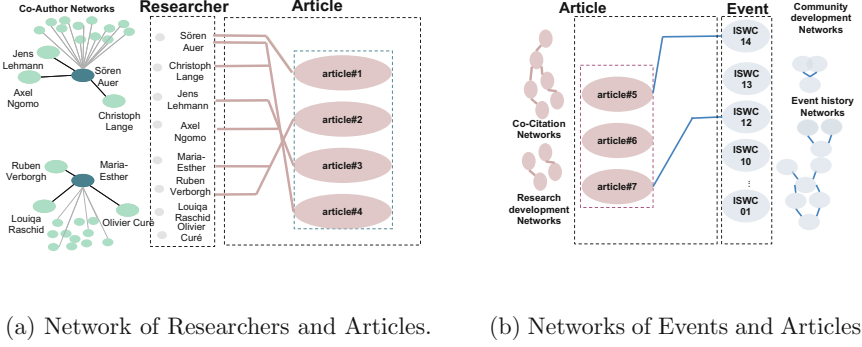 Co-Author Networks
Jens
Lehmann
Axel
Ngomo
Sören
Auer
Christoph
Lange
Ruben
Verborgh
Maria-
Esther
Louiqa
Raschid
Olivier Curé
Researcher
Sören
Auer
Christoph
Lange
Jens
Lehmann
Axel
Ngomo
Maria-
Esther
Ruben
Verborgh
Louiqa
Raschid
Olivier
Curé
Article
article#1
article#2
article#3
article#4
(a) Network of Researchers and Articles.
Co-Citation
Networks
Research
development
Networks
Article
article#5
article#6
article#7
Event
ISWC
14
ISWC
13
ISWC
12
ISWC
10
⋮
ISWC
01
Community
development
Networks
Event history
Networks
(b) Networks of Events and Articles